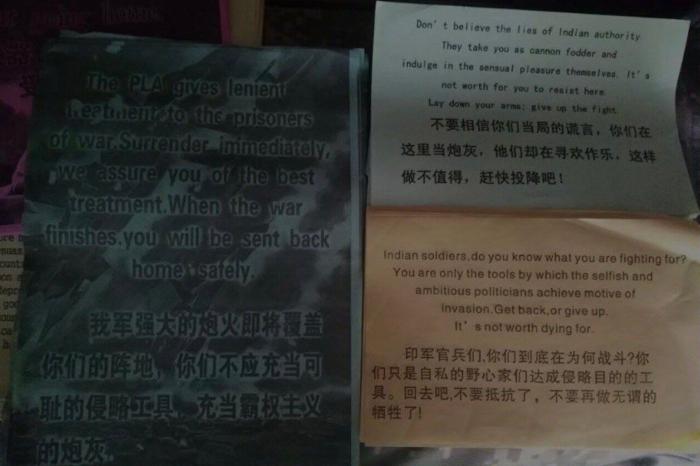 The PLA gives lenient
treatment to the prisoners
of war.Surrender immediately,
we assure you of the best
treatment.When the war
finishes,you will be sent back
home safely.
我军强大的炮火即将覆盖
你们的阵地，你们不应充当可
耻的侵略工具，充当霸权主义
的炮灰.
Don't believe the lies of Indian authority
They take you as cannon fodder and
indulge in the sensual pleasure themselves. It's
not worth for you to resist here
Lay down your arms; give up the fight.
不要相信你们当局的谎言，你们在
这里当炮灰，他们却在寻欢作乐，这样
做不值得，赶快投降吧！
Indian soldiers,do you know what you are fighting for?
You are only the tools by which the selfish and
ambitious politicians achieve motive of
invasion.Get back,or give up.
It's not worth dying for.
印军官兵们,你们到底在为何战斗?你
们只是自私的野心家们达成侵略目的的工
具。回去吧,不要抵抗了，不要再做无谓的
牺牲了!